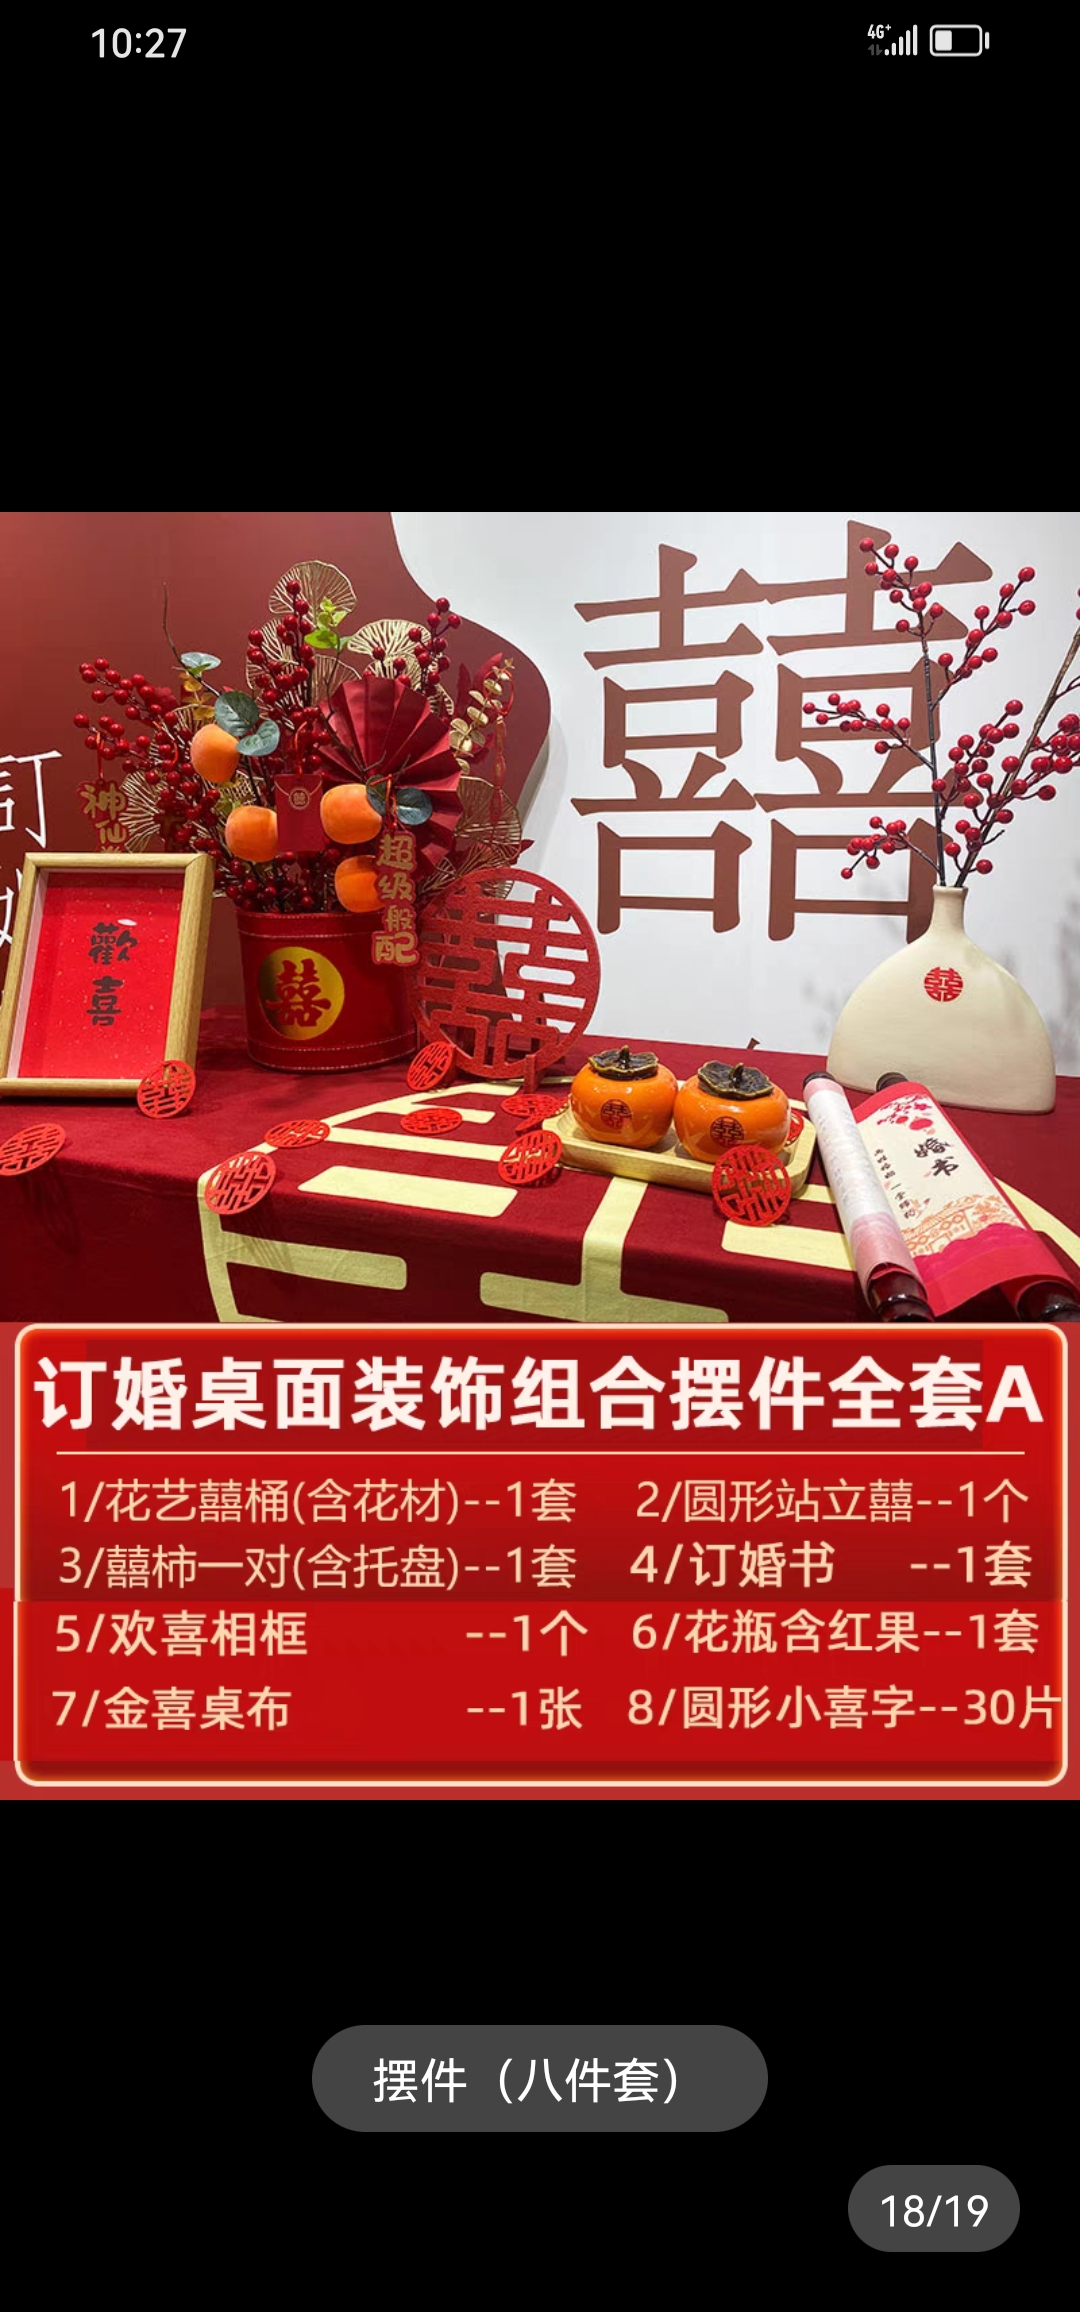 10:27
4G+
囍
订
神仙
超级般配
囍
歡喜
囍
婚书
订婚桌面装饰组合摆件全套A
1/花艺囍桶(含花材)--1套 2/圆形站立囍--1个
3/囍柿一对(含托盘)--1套 4/订婚书 --1套
5/欢喜相框 --1个 6/花瓶含红果--1套
7/金喜桌布 --1张 8/圆形小喜字--30片
摆件（八件套）
18/19